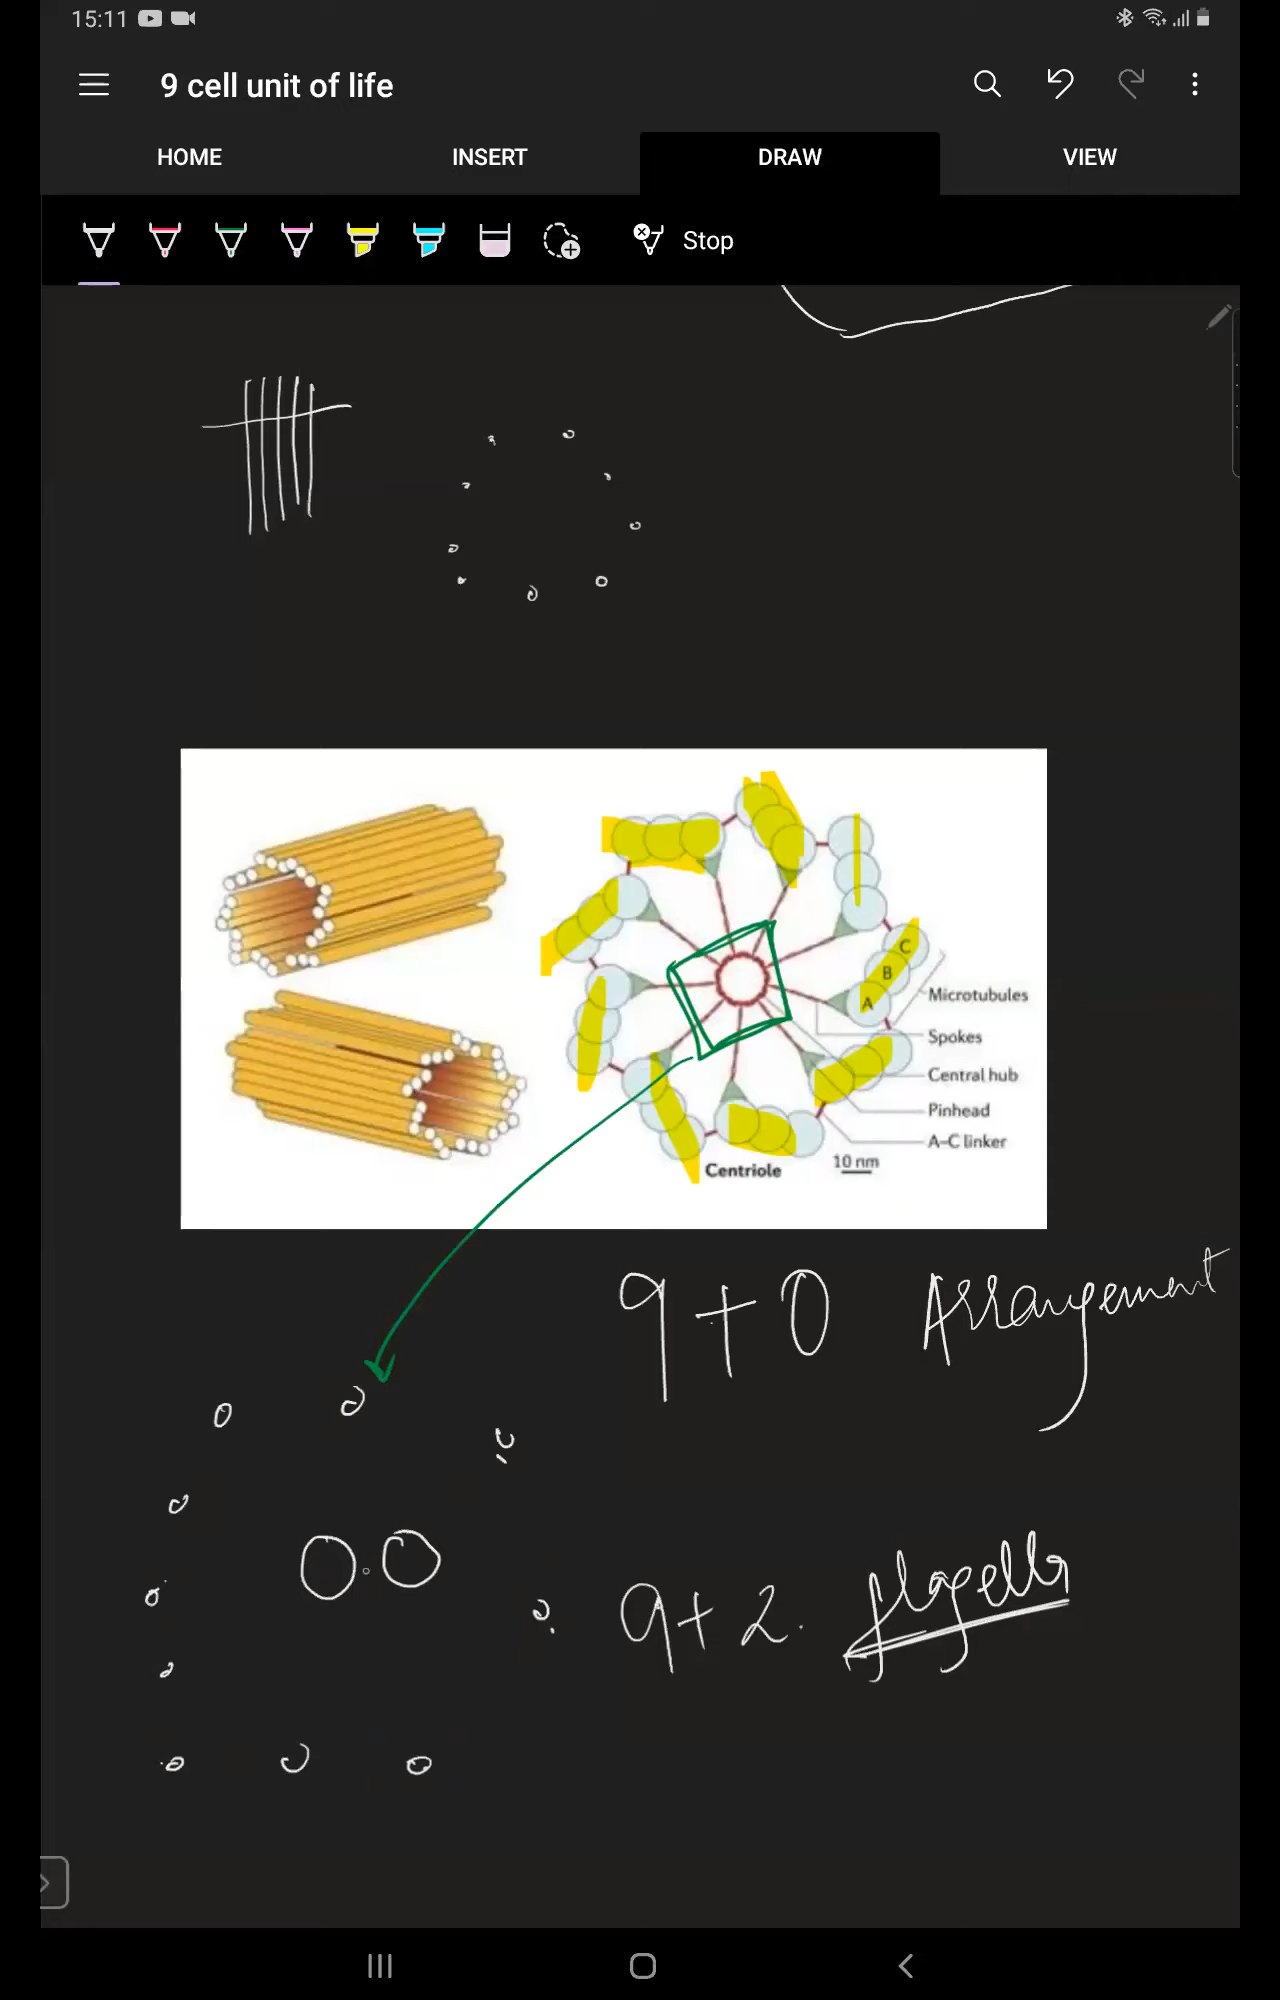 15:11
9 cell unit of life
HOME INSERT DRAW VIEW
Stop
C
B
A
Microtubules
Spokes
Central hub
Pinhead
A-C linker
10 nm
Centriole
9+0 Arrangement
9+2. flagella